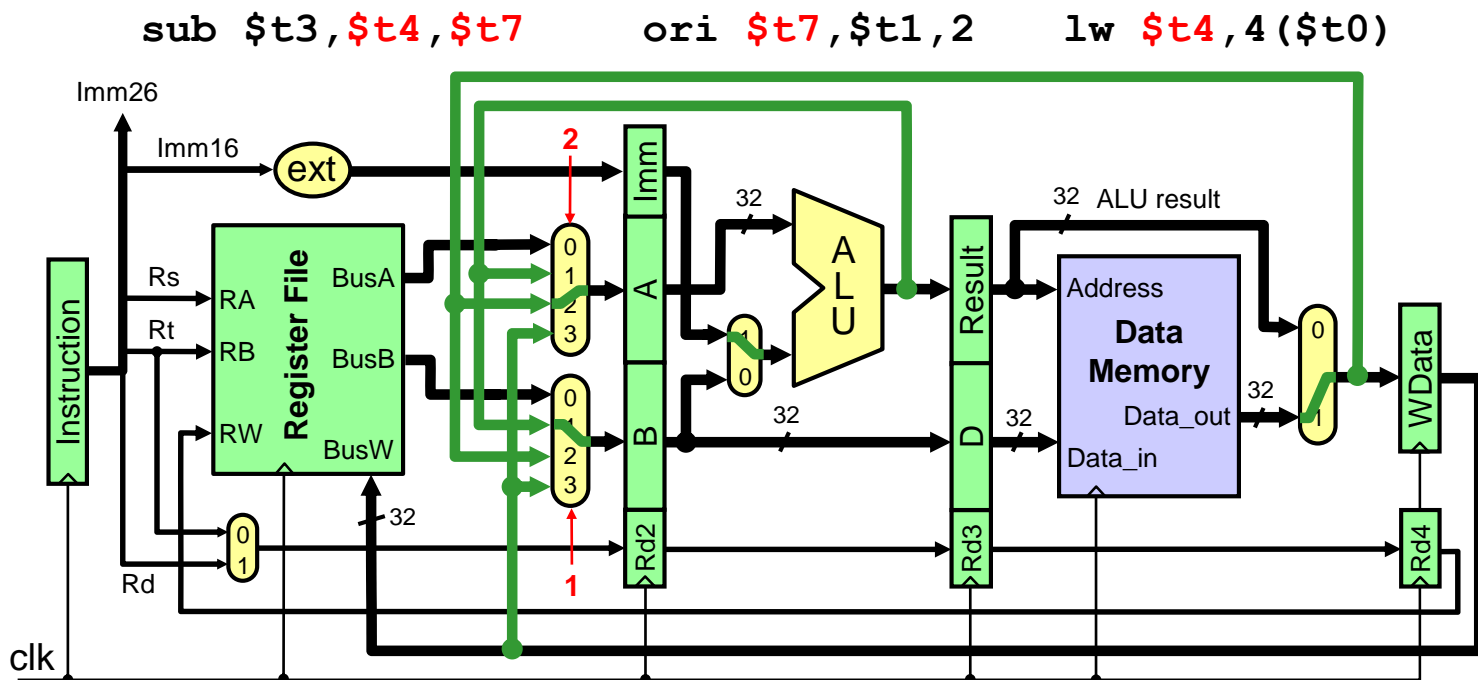 sub $t3,$t4,$t7 ori $t7,$t1,2 lw $t4,4($t0)
Imm26
Imm16
ext
2
Imm
32
32
ALU result
Rs
Rt
RA
RB
RW
Register File
BusA
BusB
BusW
Instruction
0
1
2
3
A
ALU
Result
Address
Data
Memory
Data_out
Data_in
0
1
WData
1
0
0
1
2
3
B
32
D
32
32
32
0
1
Rd
Rd2
Rd3
Rd4
1
clk